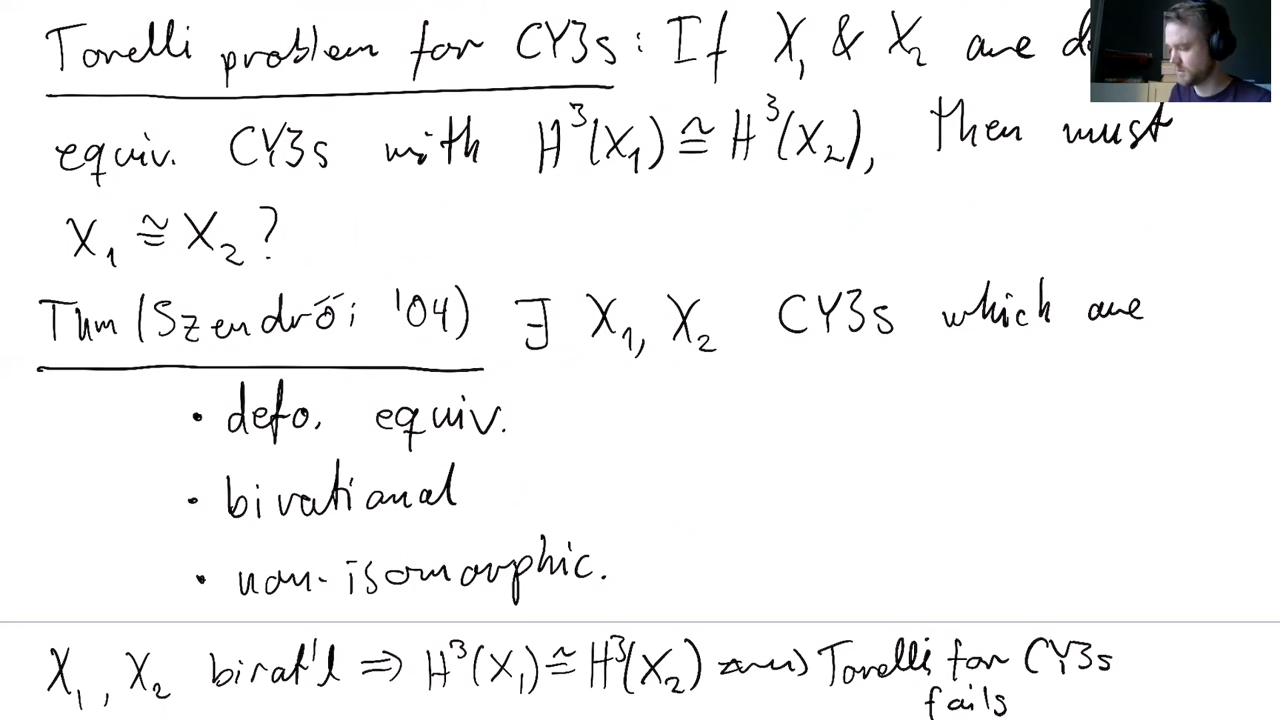 Torelli problem for CY3s: If X₁ & X₂ are
equiv. CY3s with H³(X₁) ≅ H³(X₂), then must
X₁ ≅ X₂?
Thm (Szendrői '04) ∃ X₁, X₂ CY3s which are
• defo. equiv.
• birational
• non-isomorphic.
X₁, X₂ birat'l ⇒ H³(X₁) ≅ H³(X₂) ⇝ Torelli for CY3s
fails